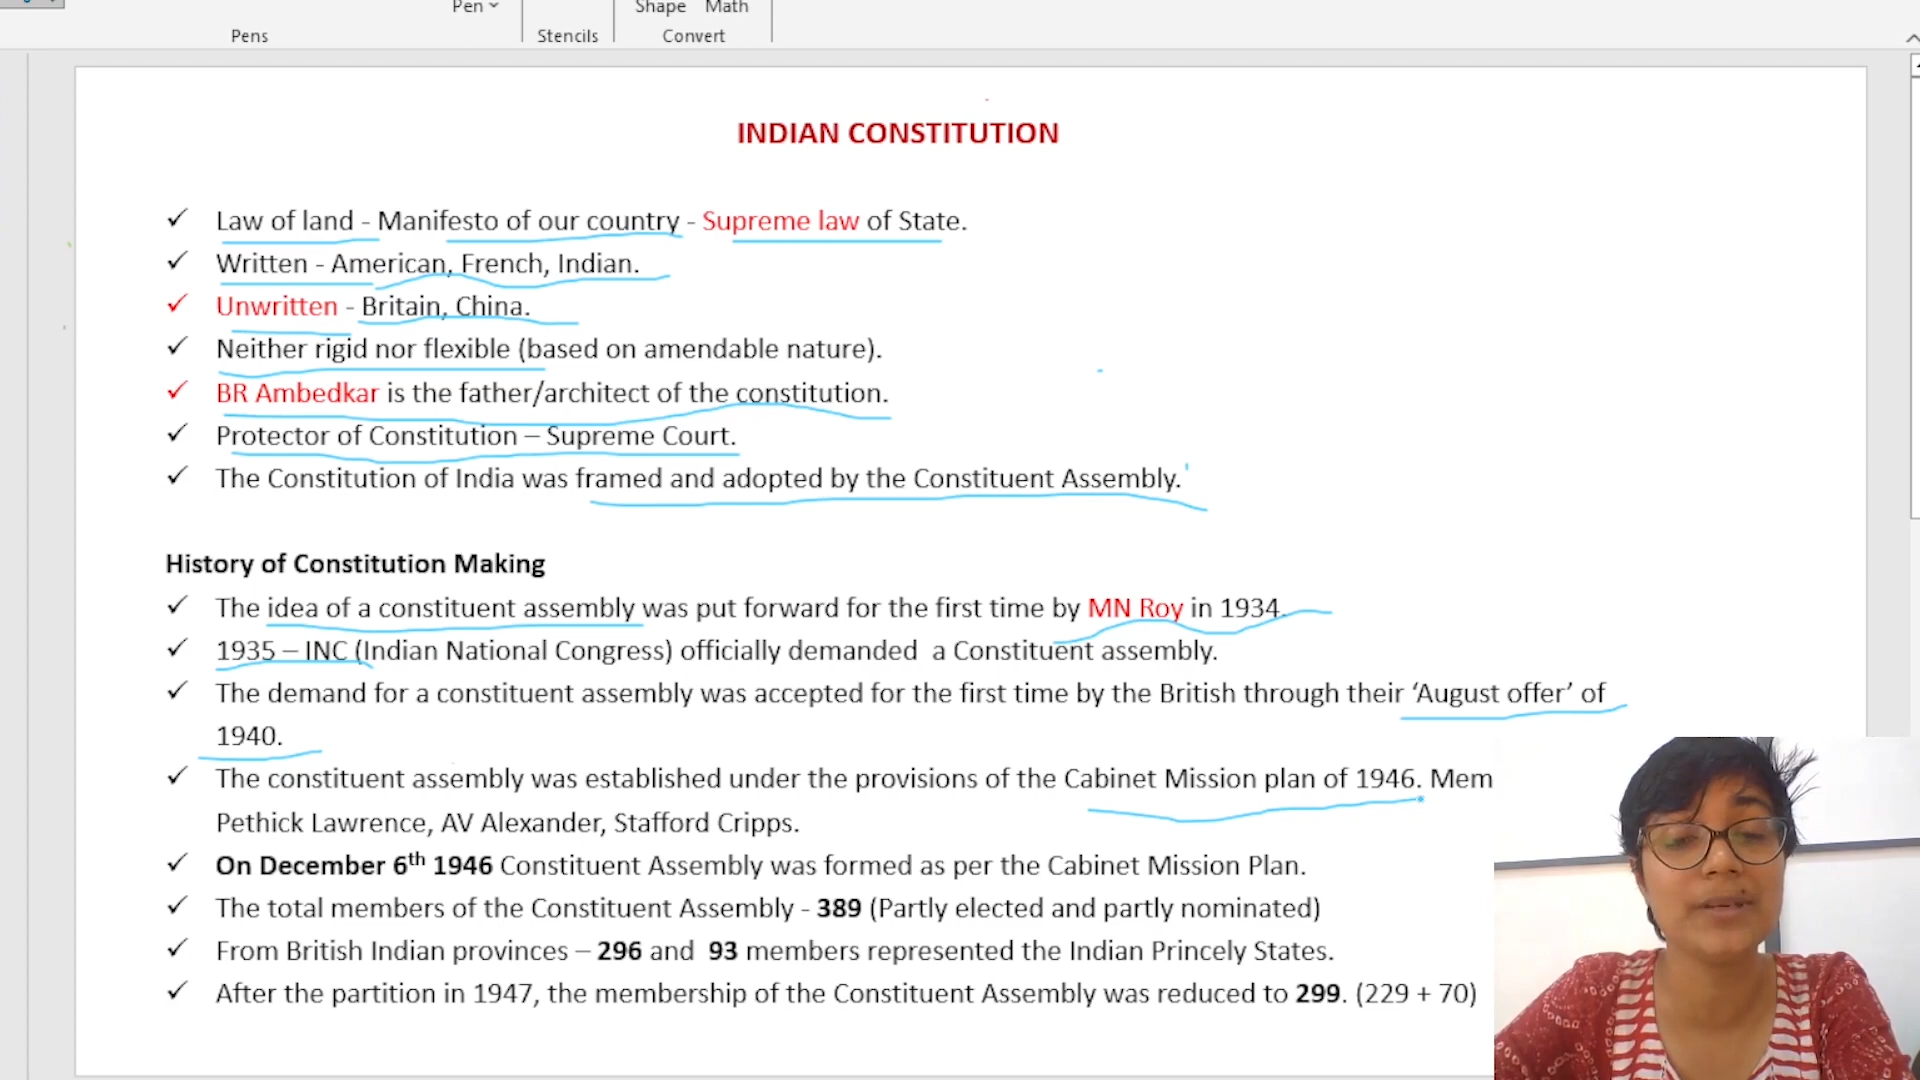 Pen
Shape Math
Pens
Stencils
Convert
INDIAN CONSTITUTION
✓ Law of land - Manifesto of our country - Supreme law of State.
✓ Written - American, French, Indian.
✓ Unwritten - Britain, China.
✓ Neither rigid nor flexible (based on amendable nature).
✓ BR Ambedkar is the father/architect of the constitution.
✓ Protector of Constitution – Supreme Court.
✓ The Constitution of India was framed and adopted by the Constituent Assembly.
History of Constitution Making
✓ The idea of a constituent assembly was put forward for the first time by MN Roy in 1934.
✓ 1935 – INC (Indian National Congress) officially demanded a Constituent assembly.
✓ The demand for a constituent assembly was accepted for the first time by the British through their ‘August offer’ of
1940.
✓ The constituent assembly was established under the provisions of the Cabinet Mission plan of 1946. Mem
Pethick Lawrence, AV Alexander, Stafford Cripps.
✓ On December 6th 1946 Constituent Assembly was formed as per the Cabinet Mission Plan.
✓ The total members of the Constituent Assembly - 389 (Partly elected and partly nominated)
✓ From British Indian provinces – 296 and 93 members represented the Indian Princely States.
✓ After the partition in 1947, the membership of the Constituent Assembly was reduced to 299. (229 + 70)